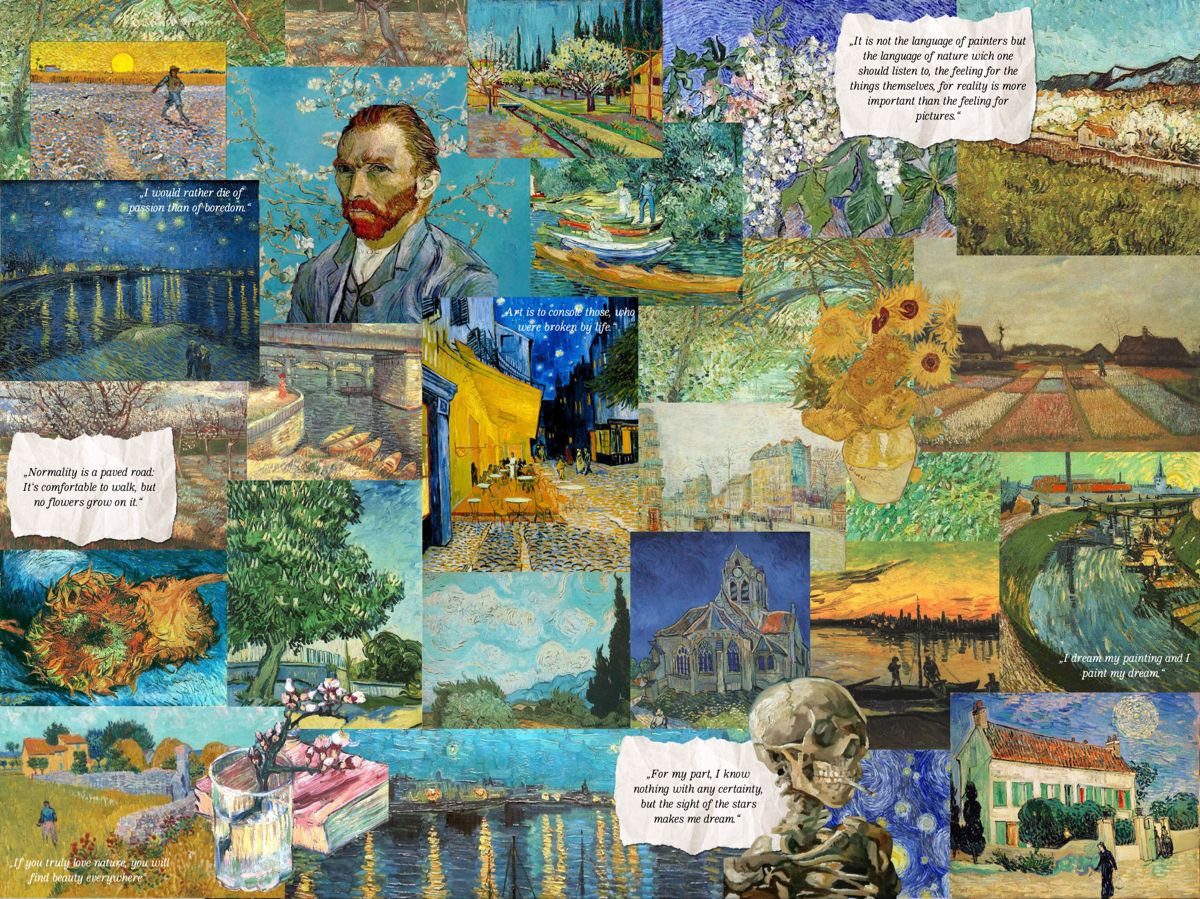 „It is not the language of painters but
the language of nature wich one
should listen to, the feeling for the
things themselves, for reality is more
important than the feeling for
pictures.“
„I would rather die of
passion than of boredom.“
„Art is to console those, who
were broken by life.“
„Normality is a paved road:
It's comfortable to walk, but
no flowers grow on it.“
„I dream my painting and I
paint my dream.“
„For my part, I know
nothing with any certainty,
but the sight of the stars
makes me dream.“
„If you truly love nature, you will
find beauty everywhere“